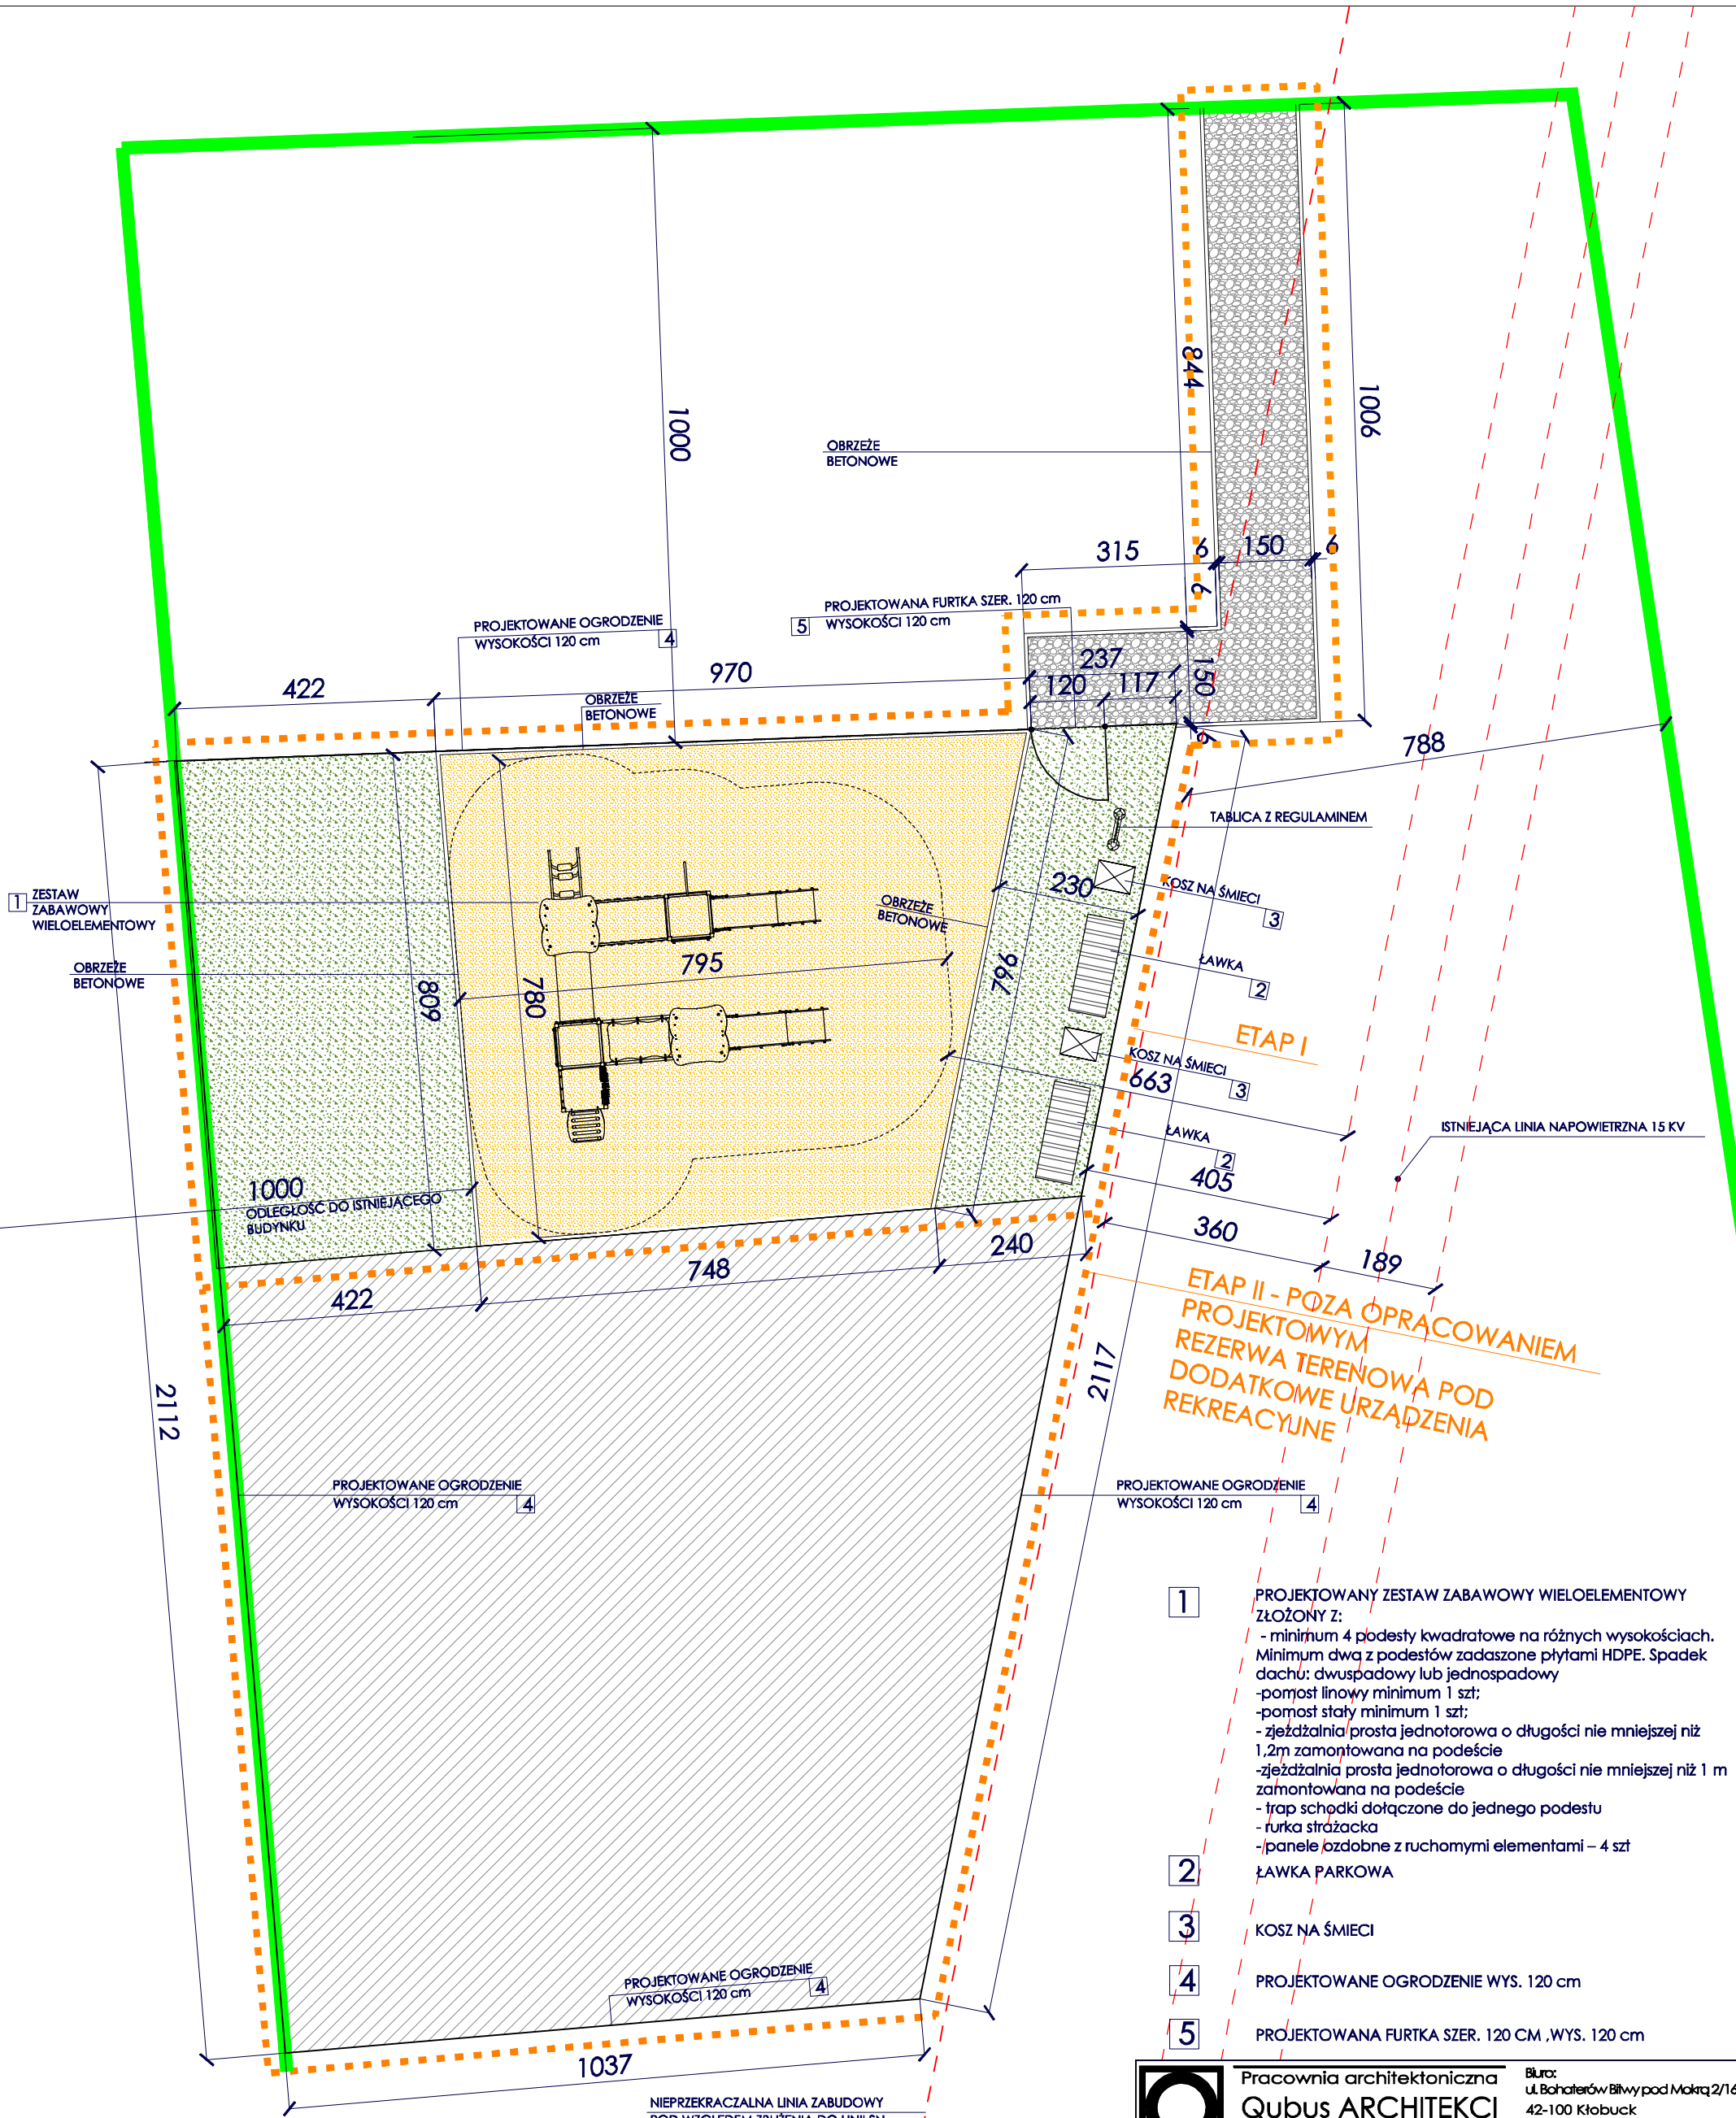 844
1006
1000
OBRZEŻE
BETONOWE
315
6
150
6
6
PROJEKTOWANE OGRODZENIE
WYSOKOŚCI 120 cm
4
5
PROJEKTOWANA FURTKA SZER. 120 cm
WYSOKOŚCI 120 cm
422
970
237
120
117
150
6
OBRZEŻE
BETONOWE
788
TABLICA Z REGULAMINEM
1
ZESTAW
ZABAWOWY
WIELOELEMENTOWY
OBRZEŻE
BETONOWE
230
KOSZ NA ŚMIECI
3
OBRZEŻE
BETONOWE
795
796
780
809
ŁAWKA
2
ETAP I
KOSZ NA ŚMIECI
3
663
ŁAWKA
2
ISTNIEJĄCA LINIA NAPOWIETRZNA 15 KV
405
1000
ODLEGŁOŚĆ DO ISTNIEJĄCEGO
BUDYNKU
360
189
240
748
422
ETAP II - POZA OPRACOWANIEM
PROJEKTOWYM
REZERWA TERENOWA POD
DODATKOWE URZĄDZENIA
REKREACYJNE
2112
2117
PROJEKTOWANE OGRODZENIE
WYSOKOŚCI 120 cm
4
PROJEKTOWANE OGRODZENIE
WYSOKOŚCI 120 cm
4
1
PROJEKTOWANY ZESTAW ZABAWOWY WIELOELEMENTOWY
ZŁOŻONY Z:
- minimum 4 podesty kwadratowe na różnych wysokościach.
Minimum dwa z podestów zadaszone płytami HDPE. Spadek
dachu: dwuspadowy lub jednospadowy
-pomost linowy minimum 1 szt;
-pomost stały minimum 1 szt;
- zjeżdżalnia prosta jednotorowa o długości nie mniejszej niż
1,2m zamontowana na podeście
-zjeżdżalnia prosta jednotorowa o długości nie mniejszej niż 1 m
zamontowana na podeście
- trap schodki dołączone do jednego podestu
- rurka strażacka
- panele ozdobne z ruchomymi elementami – 4 szt
2
ŁAWKA PARKOWA
3
KOSZ NA ŚMIECI
4
PROJEKTOWANE OGRODZENIE WYS. 120 cm
5
PROJEKTOWANA FURTKA SZER. 120 CM ,WYS. 120 cm
PROJEKTOWANE OGRODZENIE
WYSOKOŚCI 120 cm
4
1037
NIEPRZEKRACZALNA LINIA ZABUDOWY
POD WZGLĘDEM ZBLIŻENIA DO LINII SN
Pracownia architektoniczna
Qubus ARCHITEKCI
Biuro:
ul. Bohaterów Bitwy pod Mokrą 2/16
42-100 Kłobuck